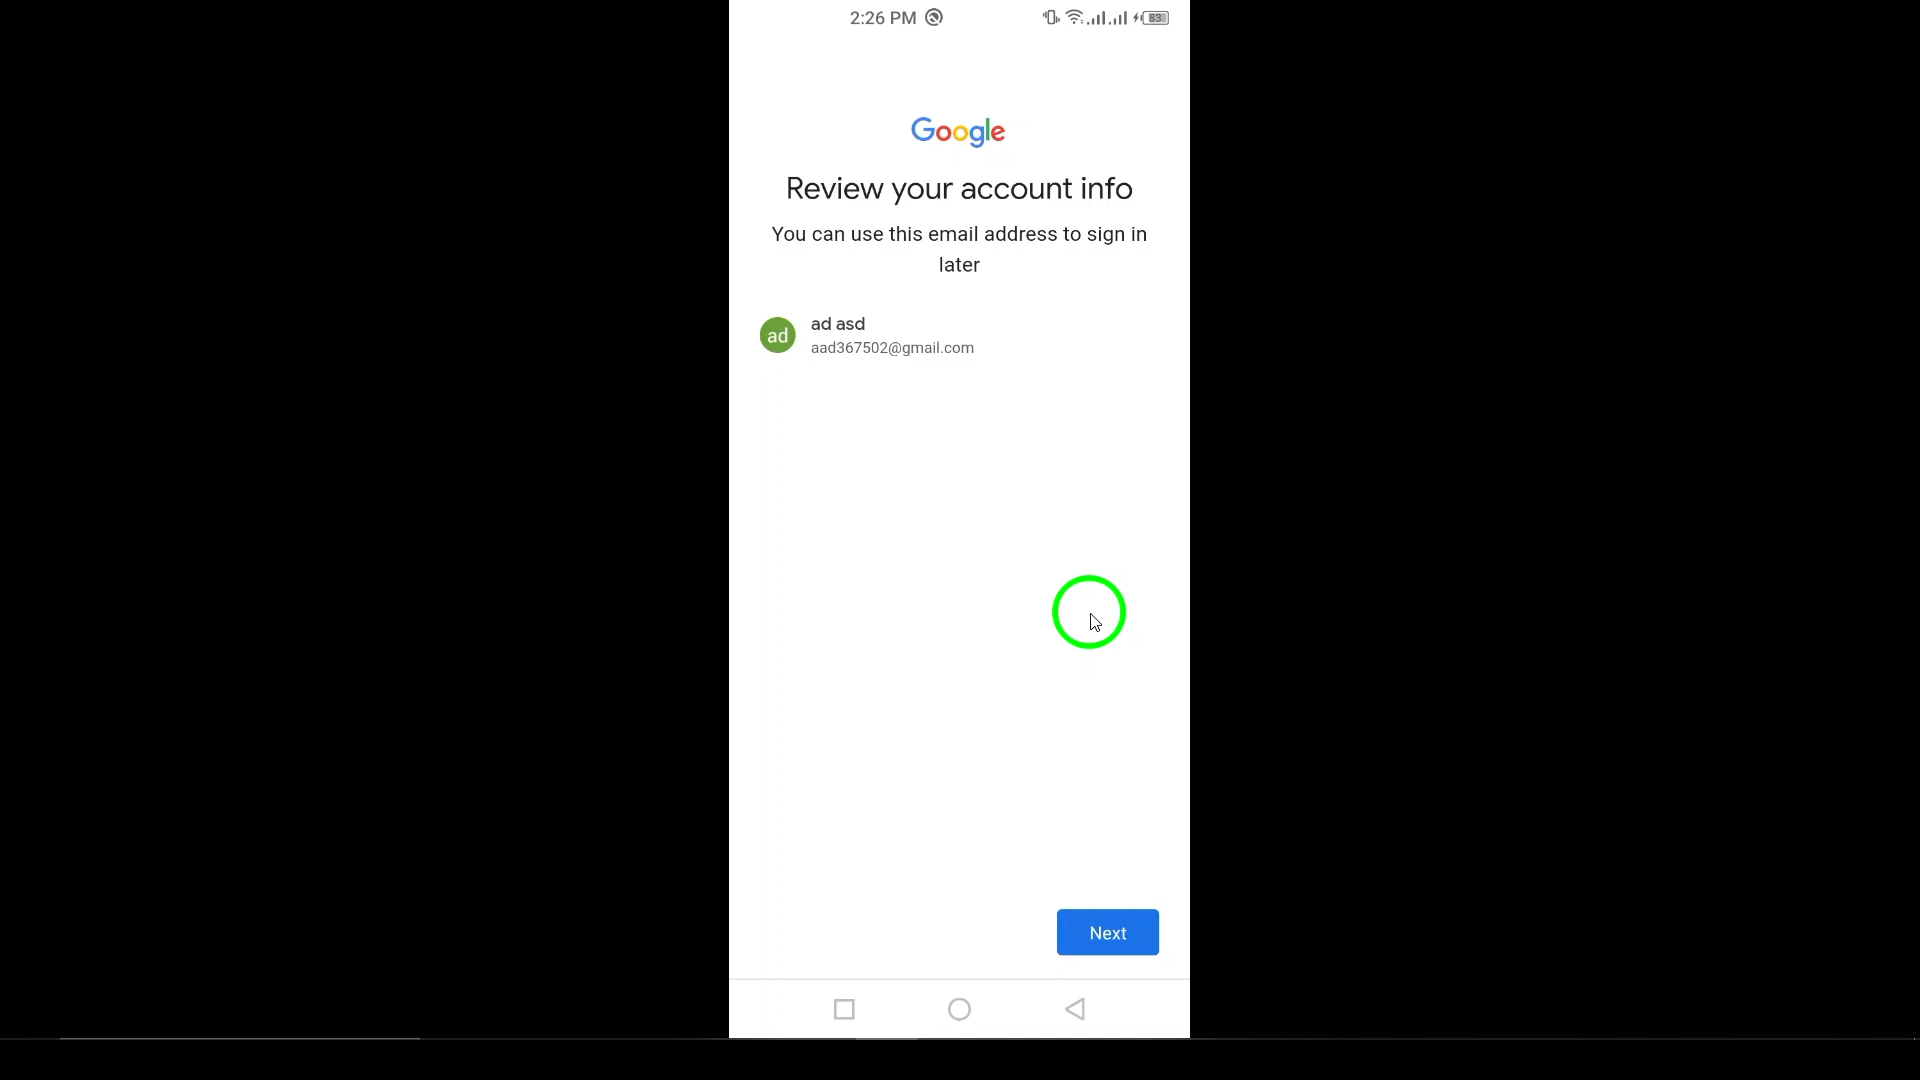 2:26 PM
83
Google
Review your account info
You can use this email address to sign in
later
ad
ad asd
aad367502@gmail.com
Next